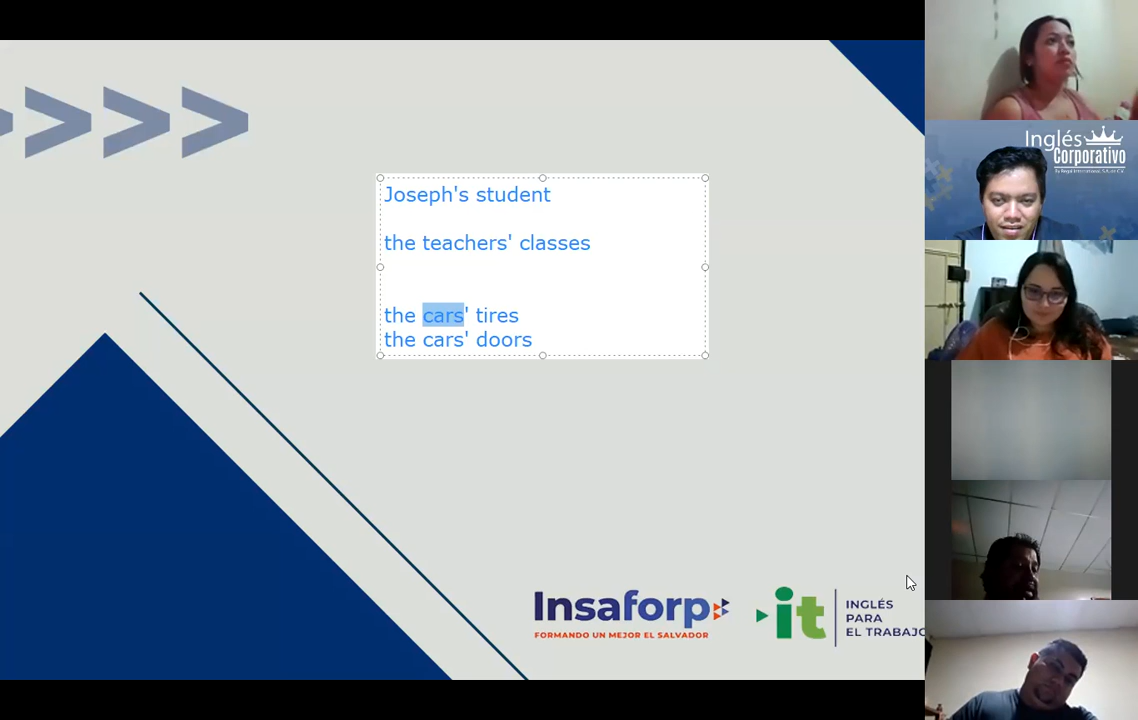 Joseph's student
the teachers' classes
the cars' tires
the cars' doors
Insaforp
FORMANDO UN MEJOR EL SALVADOR
it
INGLÉS
PARA
EL TRABAJO
Inglés
Corporativo